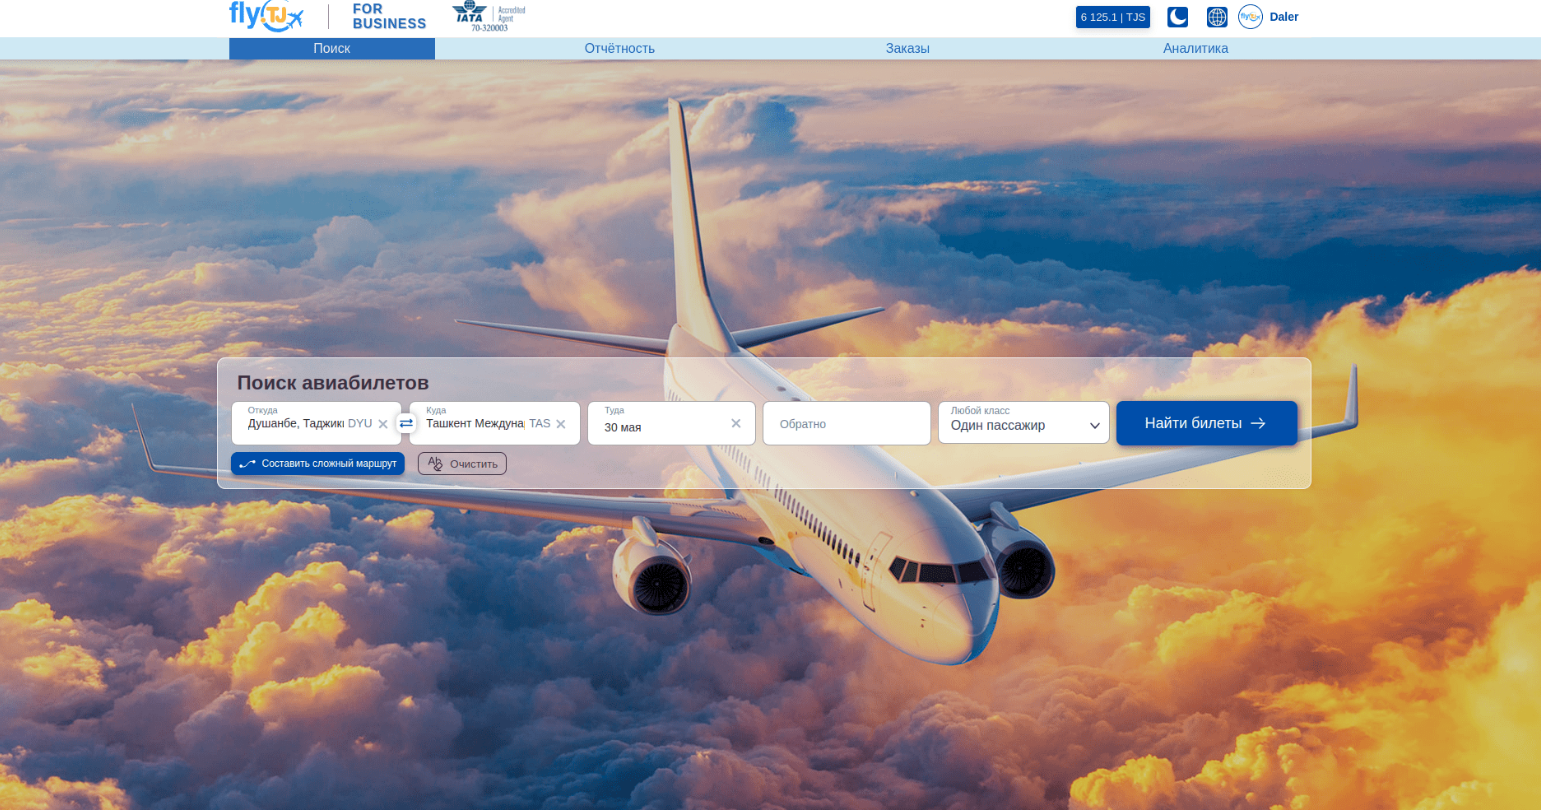 fly.TJ
FOR
BUSINESS
IATA
Accredited
Agent
70-320003
6 125.1 | TJS
fly.TJ
Daler
Поиск
Отчётность
Заказы
Аналитика
Поиск авиабилетов
Откуда
Душанбе, Таджики DYU
Куда
Ташкент Междунар TAS
Туда
30 мая
Обратно
Любой класс
Один пассажир
Найти билеты
Составить сложный маршрут
Очистить